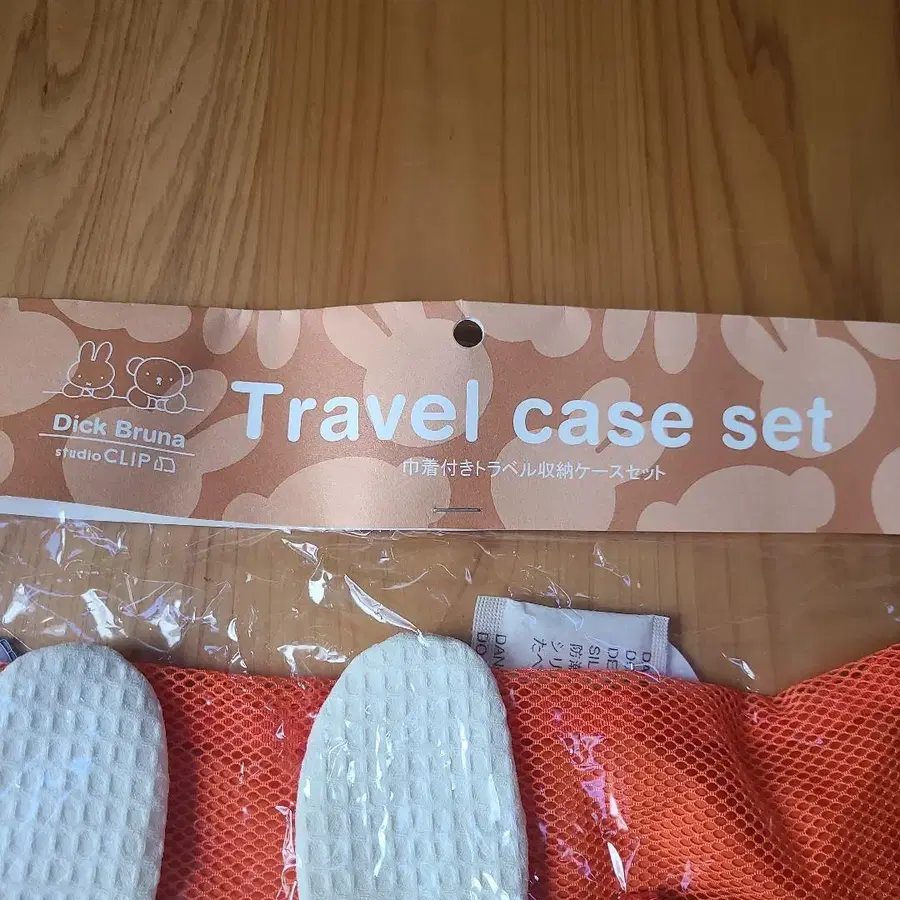 Dick Bruna
studio CLIP
Travel case set
巾着付きトラベル収納ケースセット